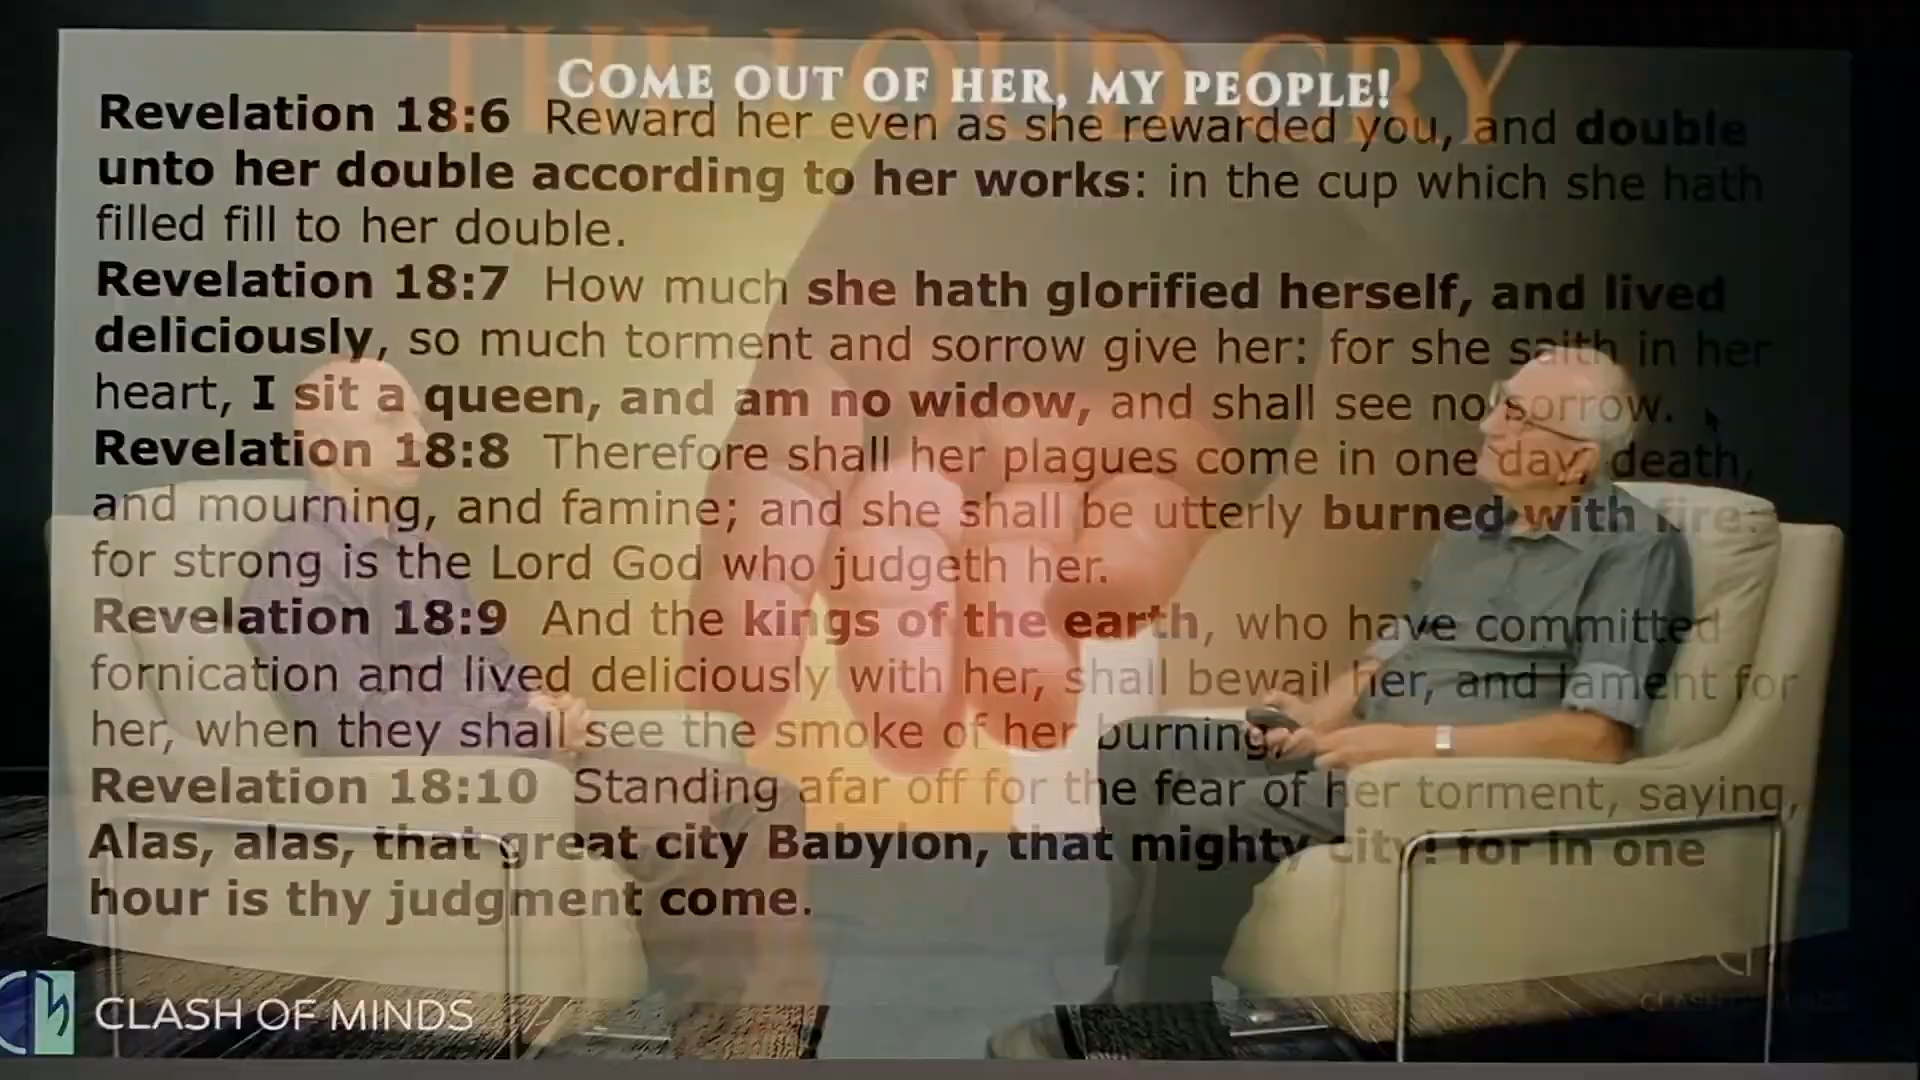 THE LOUD CRY
COME OUT OF HER, MY PEOPLE!
Revelation 18:6 Reward her even as she rewarded you, and double
unto her double according to her works: in the cup which she hath
filled fill to her double.
Revelation 18:7 How much she hath glorified herself, and lived
deliciously, so much torment and sorrow give her: for she saith in her
heart, I sit a queen, and am no widow, and shall see no sorrow.
Revelation 18:8 Therefore shall her plagues come in one day, death,
and mourning, and famine; and she shall be utterly burned with fire:
for strong is the Lord God who judgeth her.
Revelation 18:9 And the kings of the earth, who have committed
fornication and lived deliciously with her, shall bewail her, and lament for
her, when they shall see the smoke of her burning,
Revelation 18:10 Standing afar off for the fear of her torment, saying,
Alas, alas, that great city Babylon, that mighty city! for in one
hour is thy judgment come.
CLASH OF MINDS
CLASH OF MINDS